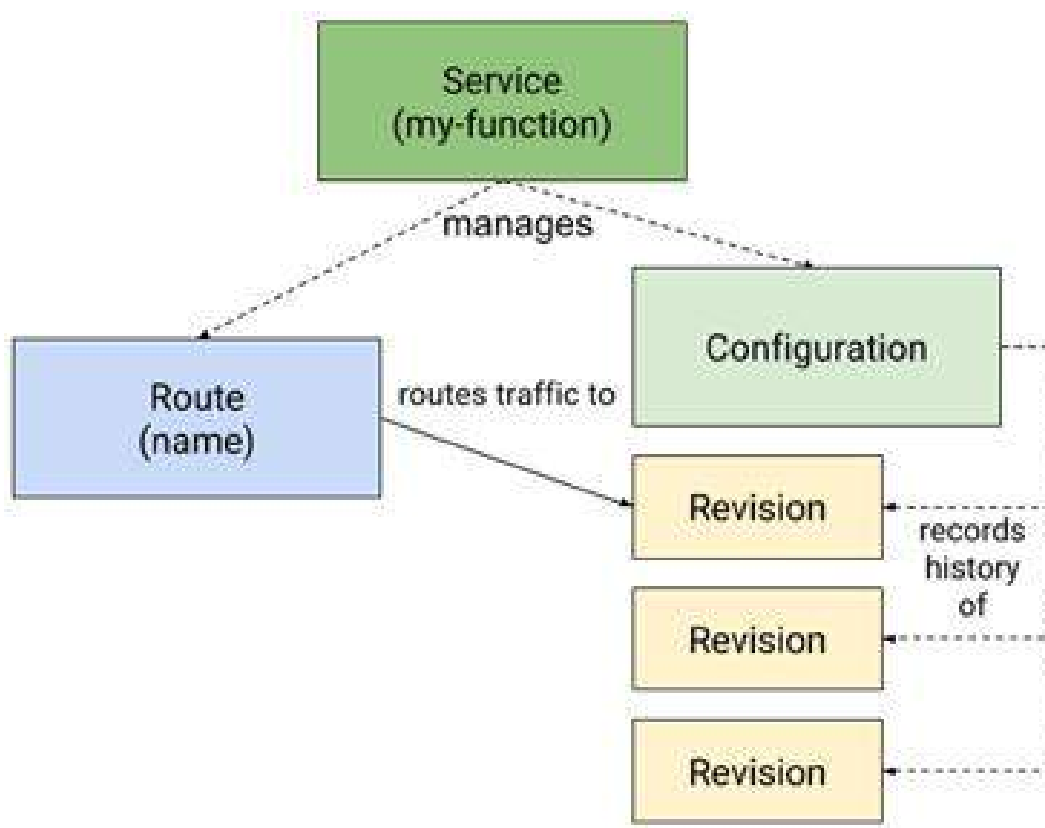 Service
(my-function)
manages
Configuration
Route
(name)
routes traffic to
Revision
records
history
of
Revision
Revision